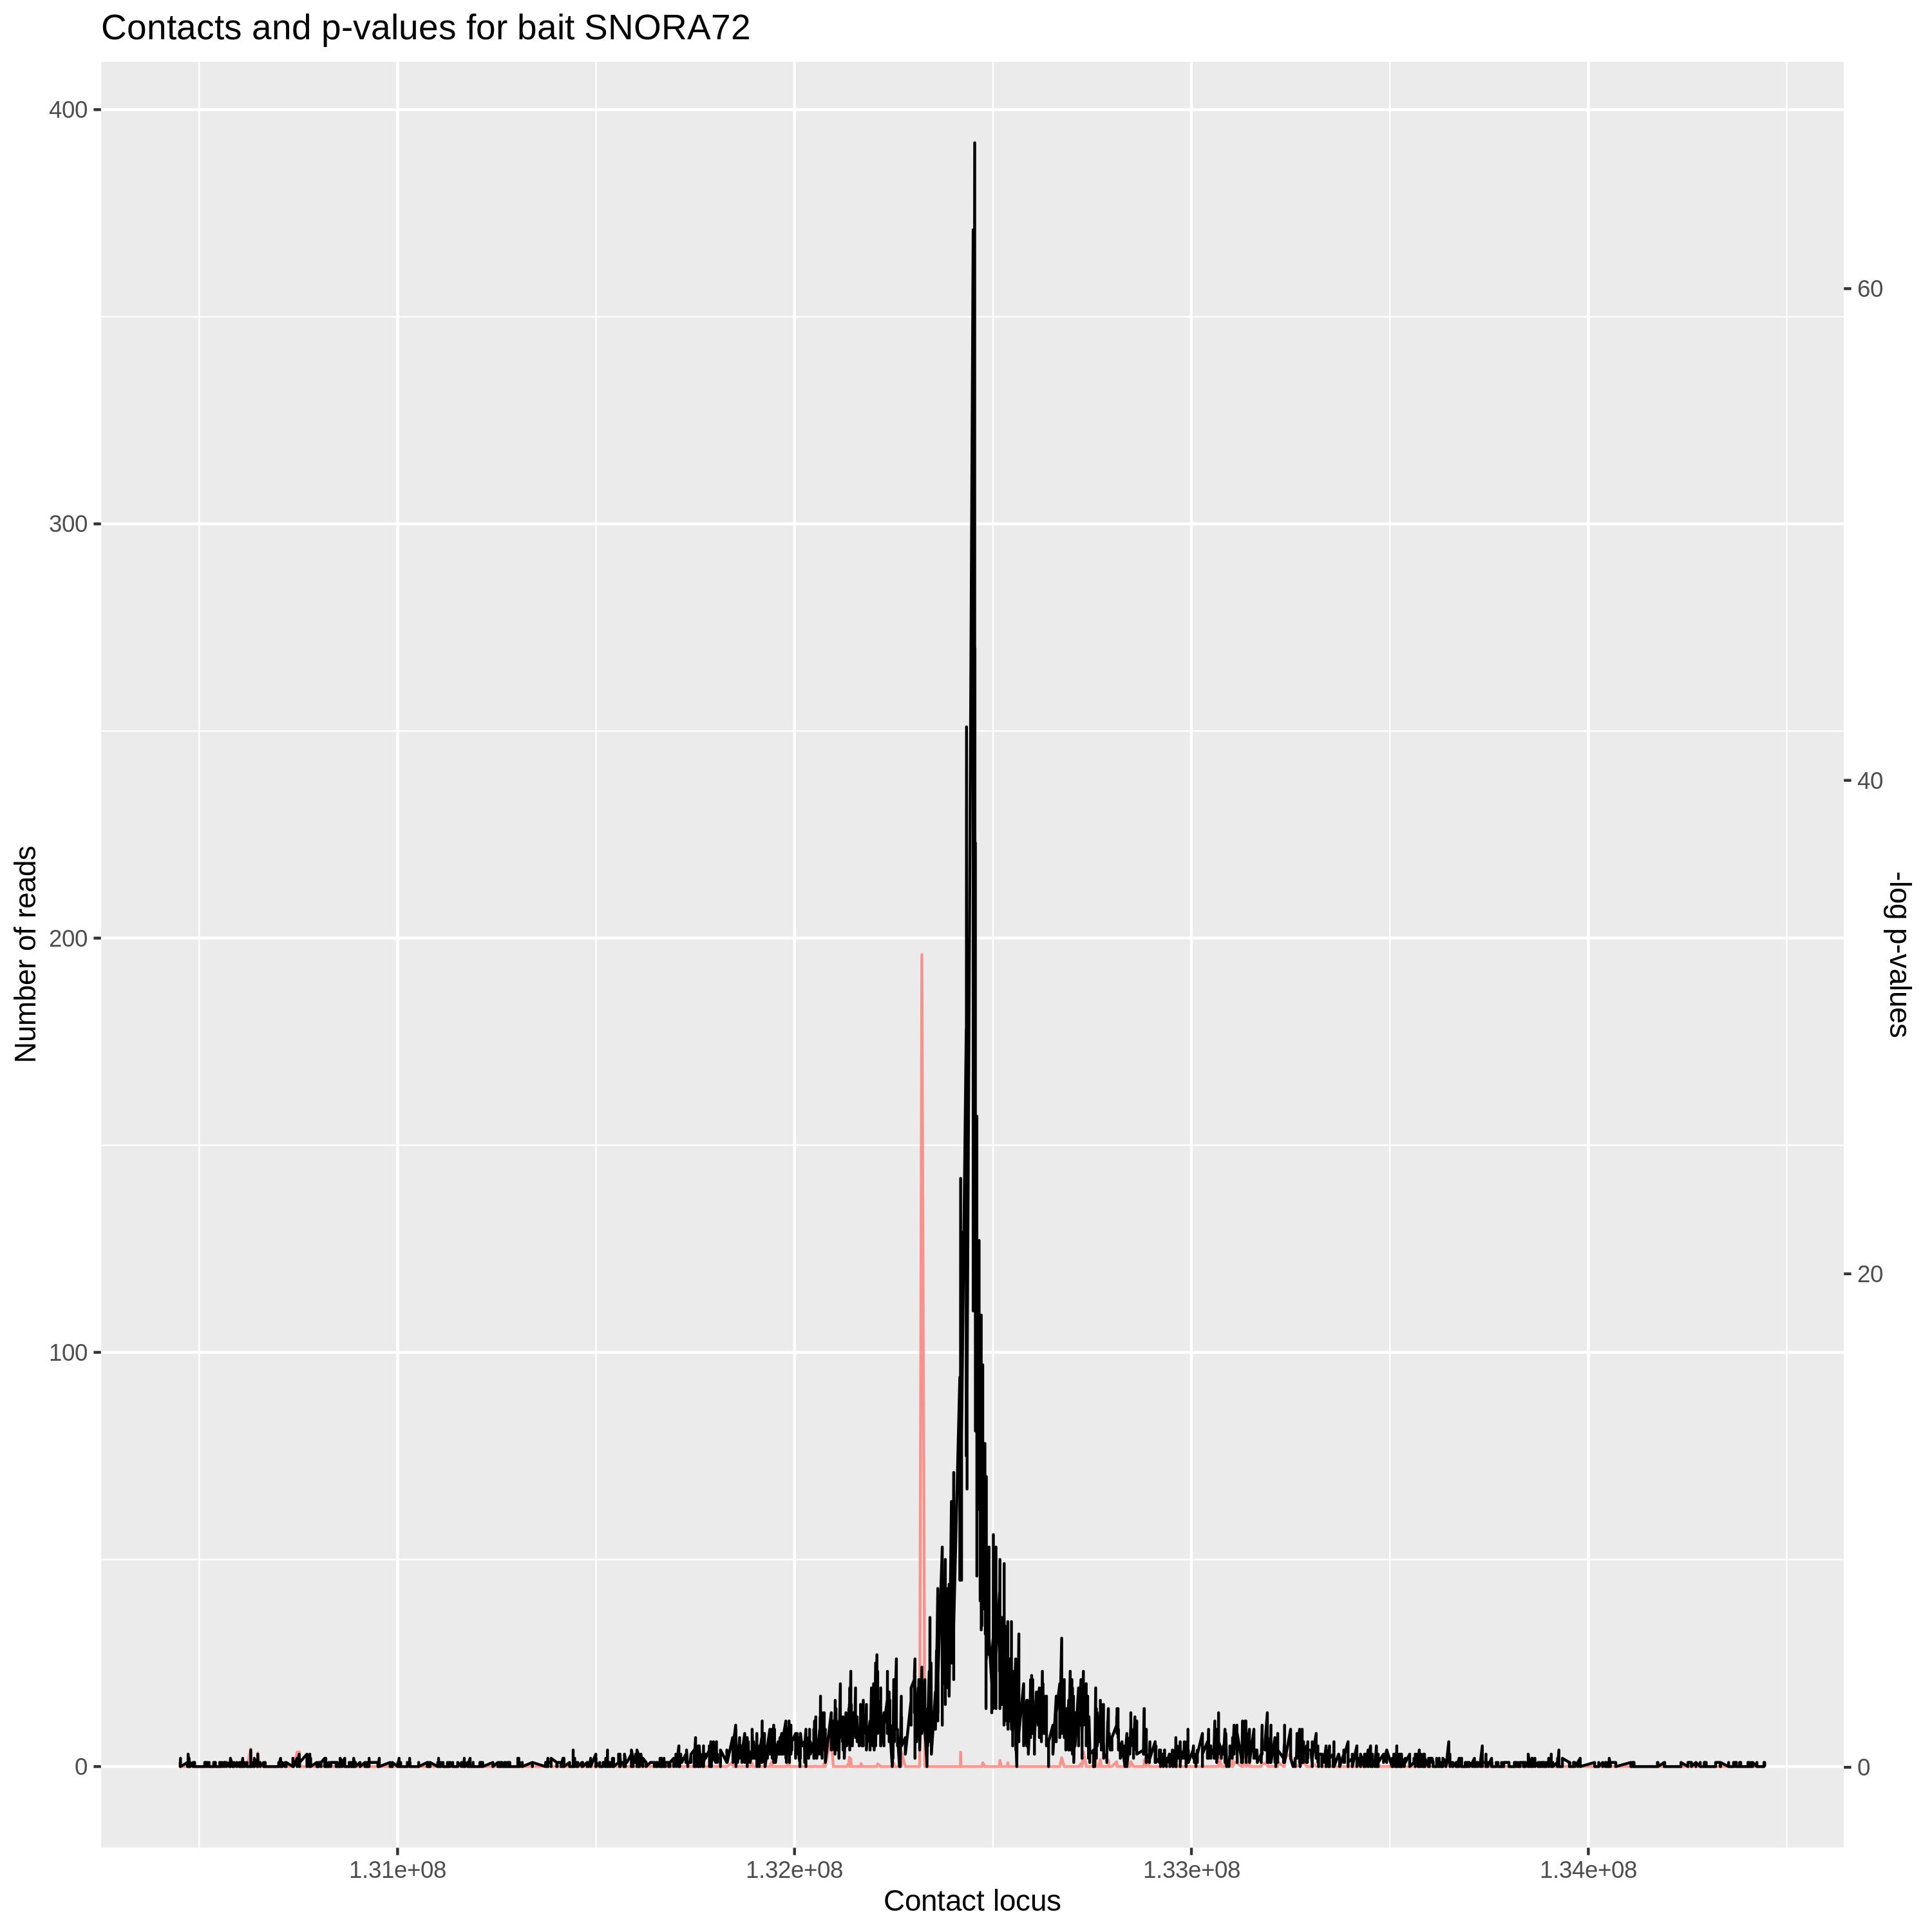 Contacts and p-values for bait SNORA72
400
300
200
100
0
Number of reads
60
40
20
0
-log p-values
1.31e+08
1.32e+08
1.33e+08
1.34e+08
Contact locus